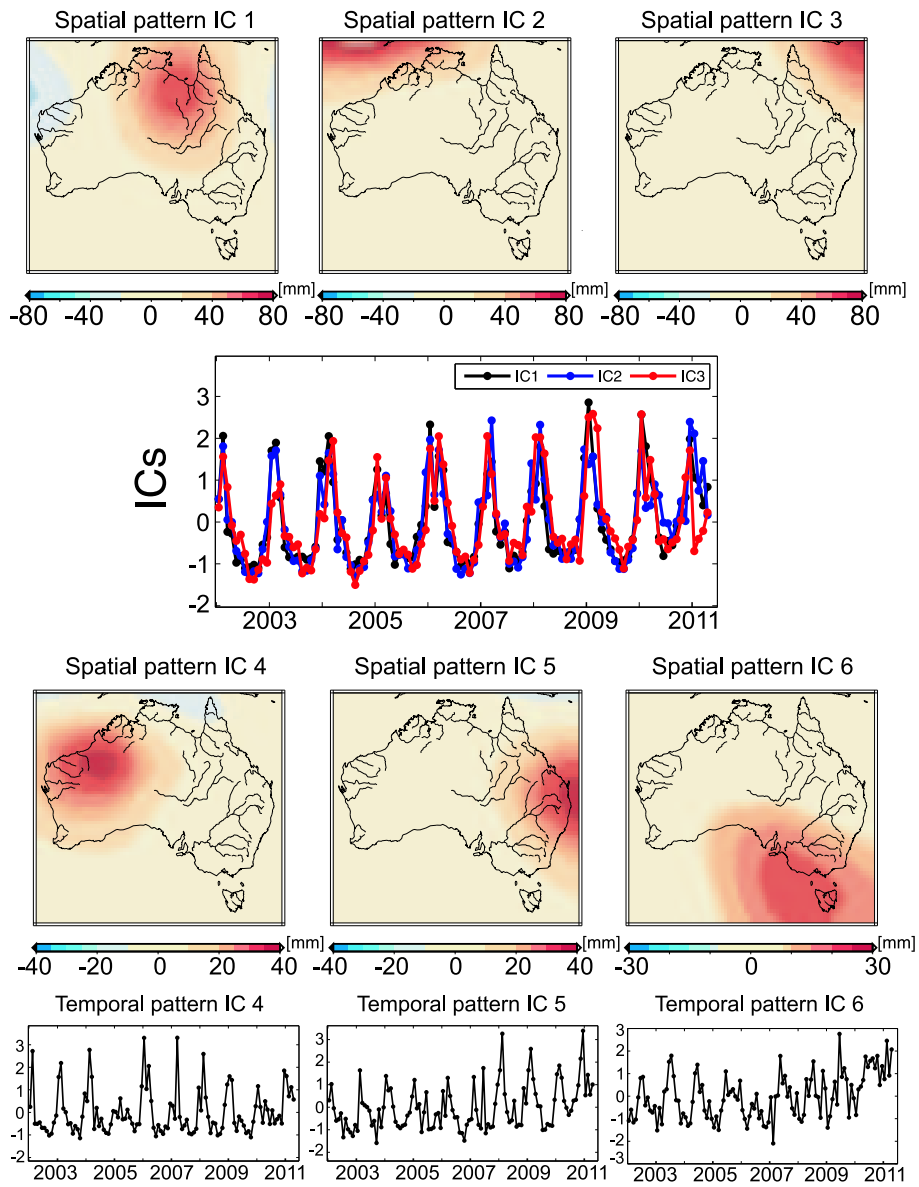 Spatial pattern IC 1 Spatial pattern IC 2 Spatial pattern IC 3
[mm] [mm] [mm]
-80 -40 0 40 80 -80 -40 0 40 80 -80 -40 0 40 80
IC1 IC2 IC3
ICs
3
2
1
0
-1
-2
2003 2005 2007 2009 2011
Spatial pattern IC 4 Spatial pattern IC 5 Spatial pattern IC 6
[mm] [mm] [mm]
-40 -20 0 20 40 -40 -20 0 20 40 -30 0 30
Temporal pattern IC 4 Temporal pattern IC 5 Temporal pattern IC 6
3 3 3
2 2 2
1 1 1
0 0 0
-1 -1 -1
-2 -2 -2
2003 2005 2007 2009 2011 2003 2005 2007 2009 2011 2003 2005 2007 2009 2011